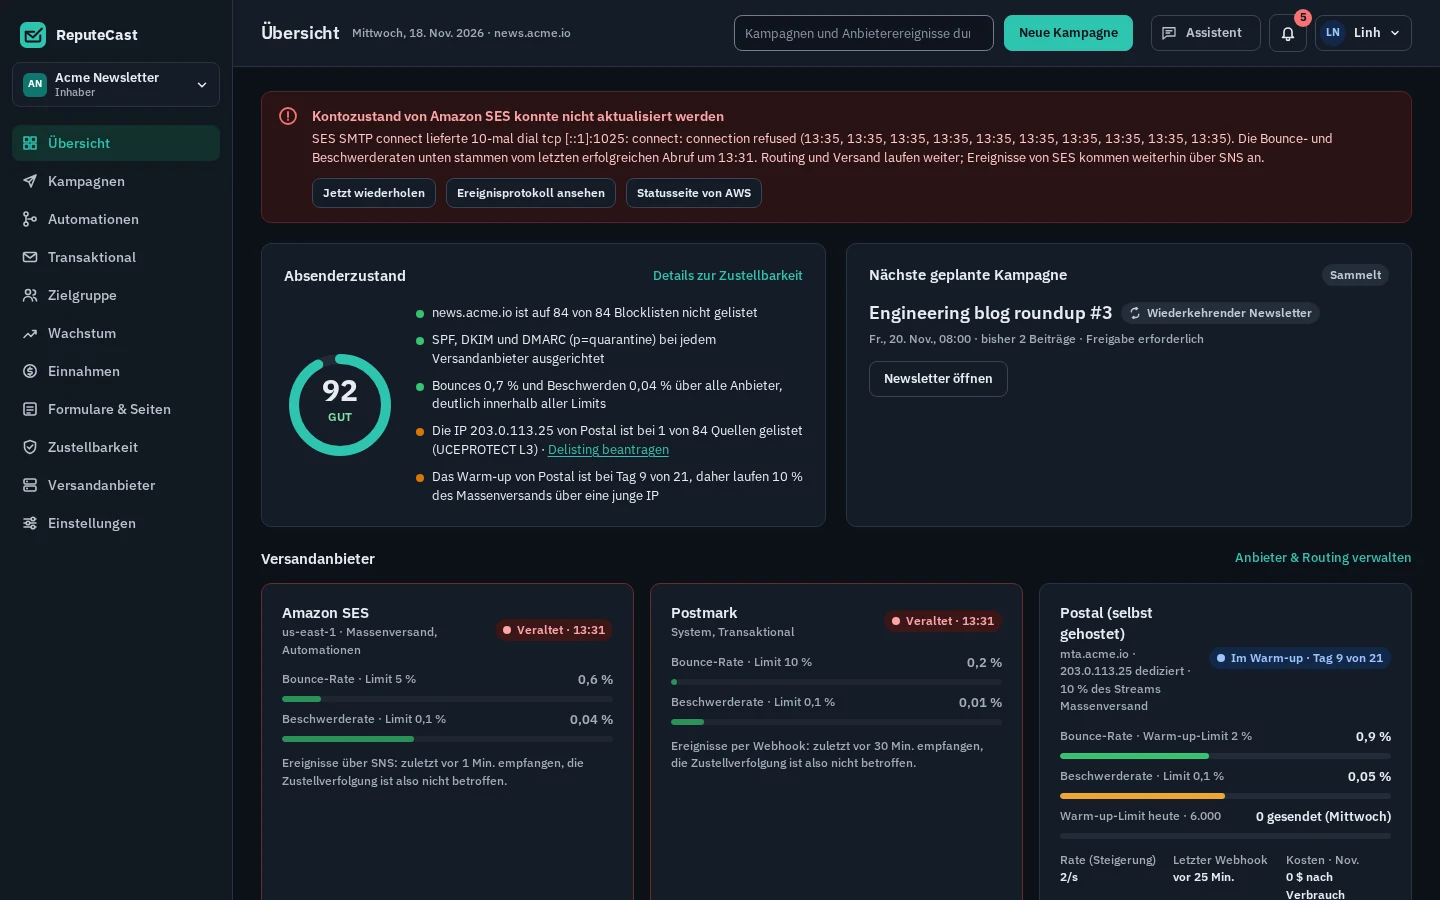 ReputeCast
AN
Acme Newsletter
Inhaber
Übersicht
Kampagnen
Automationen
Transaktional
Zielgruppe
Wachstum
Einnahmen
Formulare & Seiten
Zustellbarkeit
Versandanbieter
Einstellungen
Übersicht
Mittwoch, 18. Nov. 2026 · news.acme.io
Kampagnen und Anbieterereignisse du
Neue Kampagne
Assistent
5
LN
Linh
Kontozustand von Amazon SES konnte nicht aktualisiert werden
SES SMTP connect lieferte 10-mal dial tcp [::1]:1025: connect: connection refused (13:35, 13:35, 13:35, 13:35, 13:35, 13:35, 13:35, 13:35, 13:35, 13:35). Die Bounce- und
Beschwerderaten unten stammen vom letzten erfolgreichen Abruf um 13:31. Routing und Versand laufen weiter; Ereignisse von SES kommen weiterhin über SNS an.
Jetzt wiederholen
Ereignisprotokoll ansehen
Statusseite von AWS
Absenderzustand
Details zur Zustellbarkeit
92
GUT
news.acme.io ist auf 84 von 84 Blocklisten nicht gelistet
SPF, DKIM und DMARC (p=quarantine) bei jedem
Versandanbieter ausgerichtet
Bounces 0,7 % und Beschwerden 0,04 % über alle Anbieter,
deutlich innerhalb aller Limits
Die IP 203.0.113.25 von Postal ist bei 1 von 84 Quellen gelistet
(UCEPROTECT L3) · Delisting beantragen
Das Warm-up von Postal ist bei Tag 9 von 21, daher laufen 10 %
des Massenversands über eine junge IP
Nächste geplante Kampagne
Sammelt
Engineering blog roundup #3
Wiederkehrender Newsletter
Fr., 20. Nov., 08:00 · bisher 2 Beiträge · Freigabe erforderlich
Newsletter öffnen
Versandanbieter
Anbieter & Routing verwalten
Amazon SES
us-east-1 · Massenversand,
Automationen
Veraltet · 13:31
Bounce-Rate · Limit 5 %
0,6 %
Beschwerderate · Limit 0,1 %
0,04 %
Ereignisse über SNS: zuletzt vor 1 Min. empfangen, die
Zustellverfolgung ist also nicht betroffen.
Postmark
System, Transaktional
Veraltet · 13:31
Bounce-Rate · Limit 10 %
0,2 %
Beschwerderate · Limit 0,1 %
0,01 %
Ereignisse per Webhook: zuletzt vor 30 Min. empfangen,
die Zustellverfolgung ist also nicht betroffen.
Postal (selbst
gehostet)
mta.acme.io ·
203.0.113.25 dediziert ·
10 % des Streams
Massenversand
Im Warm-up · Tag 9 von 21
Bounce-Rate · Warm-up-Limit 2 %
0,9 %
Beschwerderate · Limit 0,1 %
0,05 %
Warm-up-Limit heute · 6.000
0 gesendet (Mittwoch)
Rate (Steigerung)
2/s
Letzter Webhook
vor 25 Min.
Kosten · Nov.
0 $ nach
Verbrauch